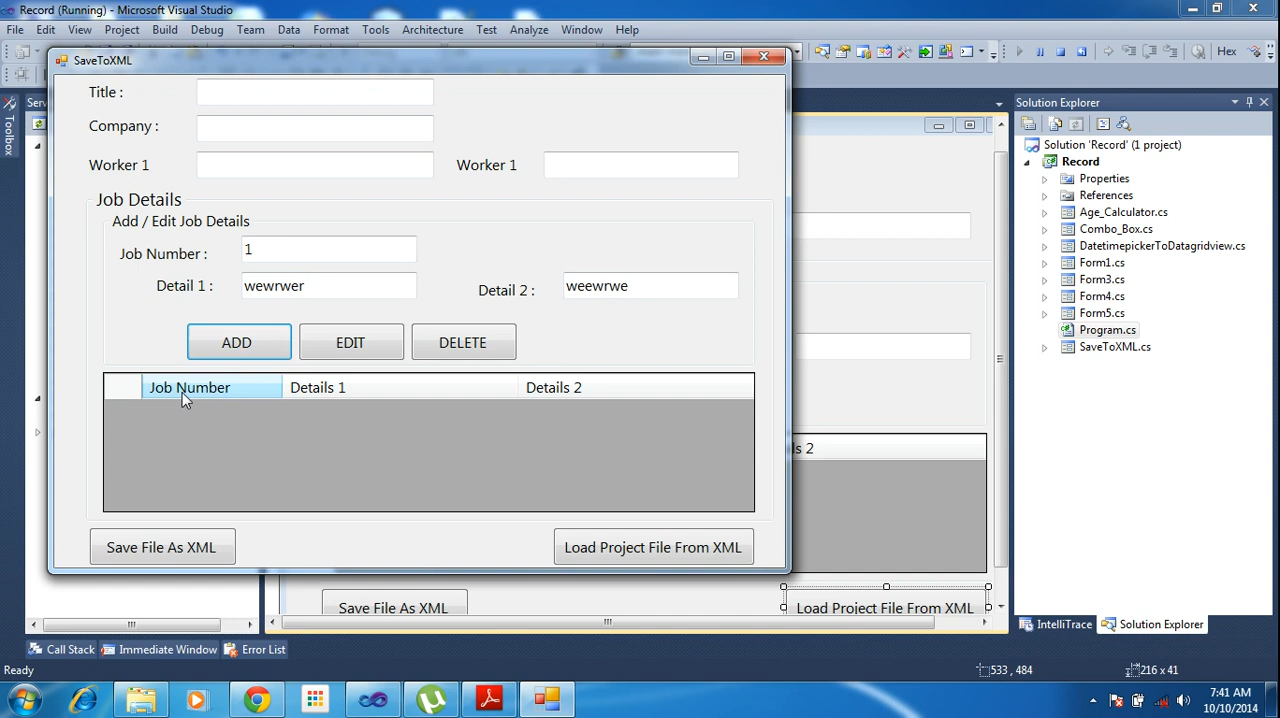 Record (Running) - Microsoft Visual Studio
File Edit View Project Build Debug Team Data Format Tools Architecture Test Analyze Window Help
Hex
SaveToXML
Toolbox
Serv
Title :
Company :
Worker 1
Worker 1
Job Details
Add / Edit Job Details
Job Number :
1
Detail 1 :
wewrwer
Detail 2 :
weewrwe
ADD
EDIT
DELETE
Job Number
Details 1
Details 2
Save File As XML
Load Project File From XML
ls 2
Save File As XML
Load Project File From XML
Solution Explorer
Solution 'Record' (1 project)
Record
Properties
References
Age_Calculator.cs
Combo_Box.cs
DatetimepickerToDatagridview.cs
Form1.cs
Form3.cs
Form4.cs
Form5.cs
Program.cs
SaveToXML.cs
IntelliTrace
Solution Explorer
Call Stack
Immediate Window
Error List
Ready
533 , 484
216 x 41
7:41 AM
10/10/2014